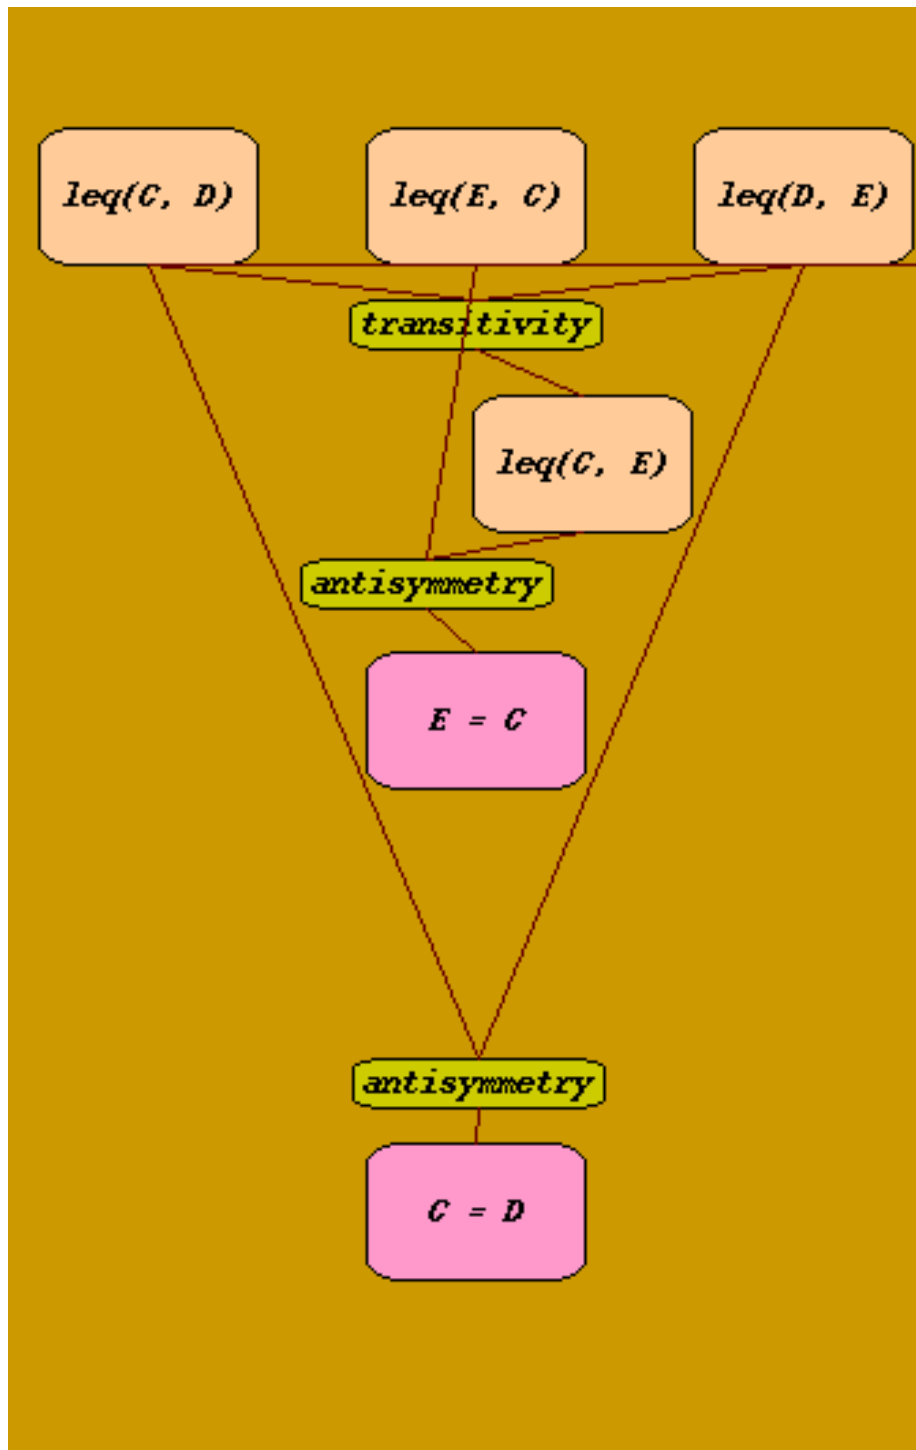 leq(C, D)
leq(E, C)
leq(D, E)
transitivity
leq(C, E)
antisymmetry
E = C
antisymmetry
C = D